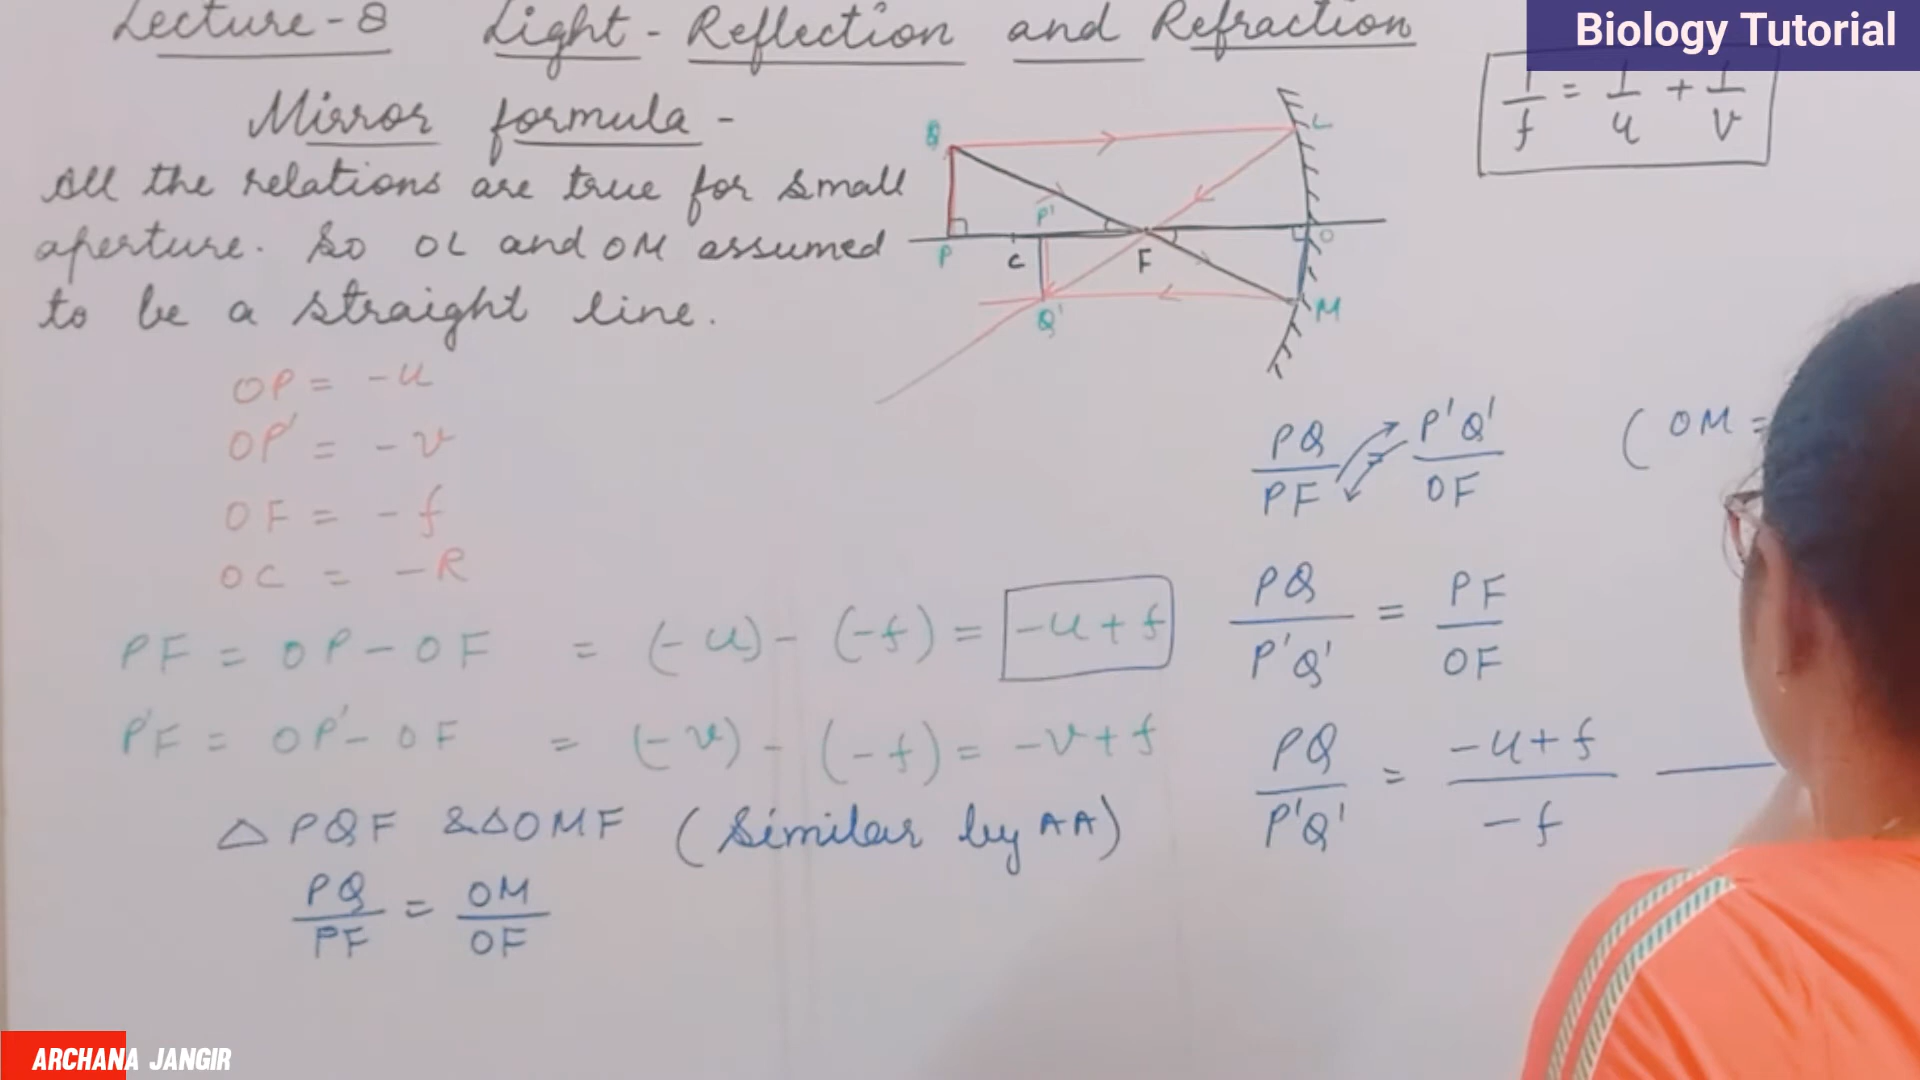 Biology Tutorial
Lecture-8 Light-Reflection and Refraction
1/f = 1/u + 1/v
Mirror formula -
All the relations are true for small
aperture. So OL and OM assumed
to be a straight line.
Q
L
P'
P
C
F
O
Q'
M
OP = -u
OP' = -v
OF = -f
OC = -R
PF = OP - OF = (-u) - (-f) = -u + f
P'F = OP' - OF = (-v) - (-f) = -v + f
△ PQF & △OMF (Similar by AA)
PQ/PF = OM/OF
PQ/PF = P'Q'/OF (OM =
PQ/P'Q' = PF/OF
PQ/P'Q' = -u+f/-f
ARCHANA JANGIR